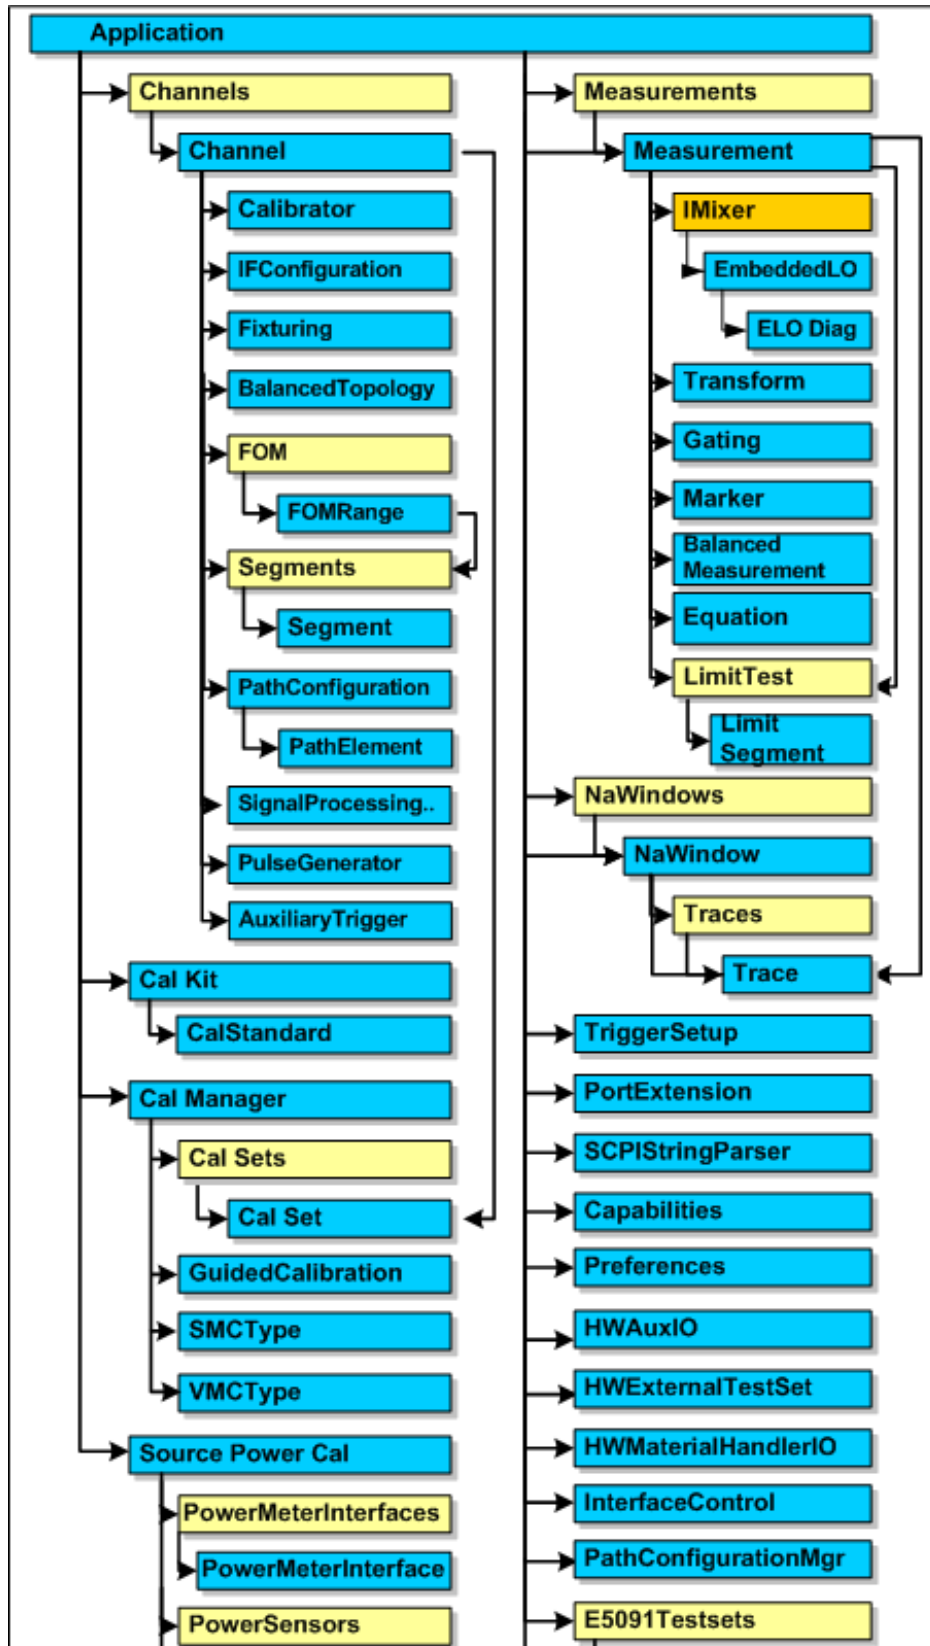 Application
Channels
Channel
Calibrator
IFConfiguration
Fixturing
BalancedTopology
FOM
FOMRange
Segments
Segment
PathConfiguration
PathElement
SignalProcessing..
PulseGenerator
AuxiliaryTrigger
Cal Kit
CalStandard
Cal Manager
Cal Sets
Cal Set
GuidedCalibration
SMCType
VMCType
Source Power Cal
PowerMeterInterfaces
PowerMeterInterface
PowerSensors
Measurements
Measurement
IMixer
EmbeddedLO
ELO Diag
Transform
Gating
Marker
Balanced
Measurement
Equation
LimitTest
Limit
Segment
NaWindows
NaWindow
Traces
Trace
TriggerSetup
PortExtension
SCPIStringParser
Capabilities
Preferences
HWAuxIO
HWExternalTestSet
HWMaterialHandlerIO
InterfaceControl
PathConfigurationMgr
E5091Testsets